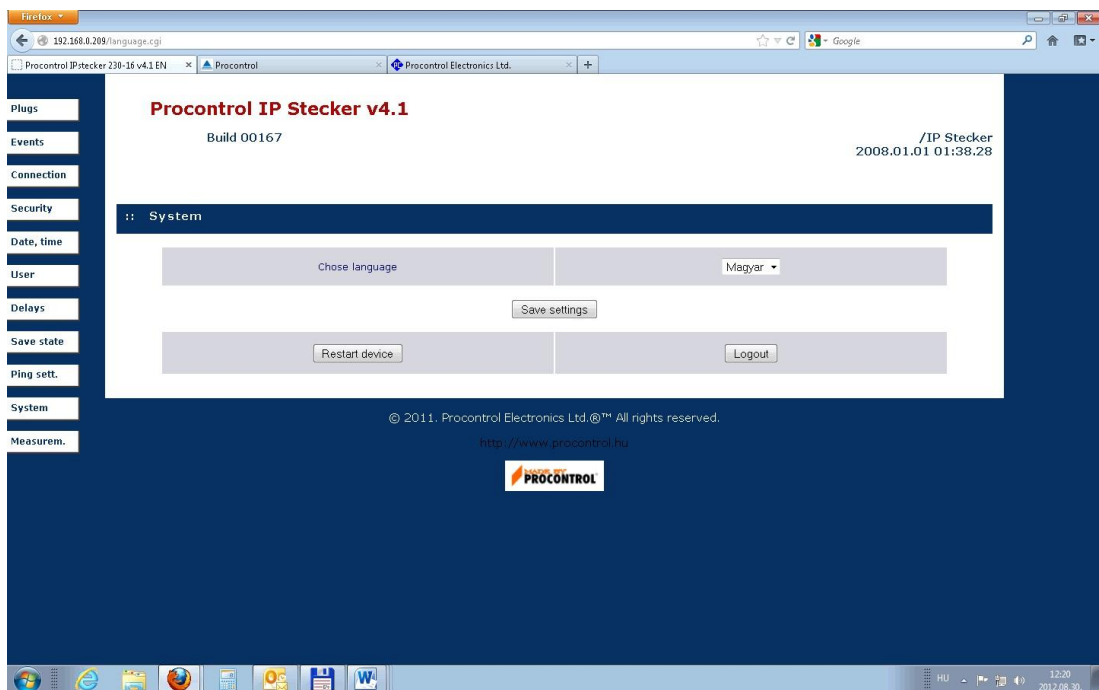 Firefox
192.168.0.209/language.cgi
Google
Procontrol IPstecker 230-16 v4.1 EN
Procontrol
Procontrol Electronics Ltd.
Plugs
Events
Connection
Security
Date, time
User
Delays
Save state
Ping sett.
System
Measurem.
Procontrol IP Stecker v4.1
Build 00167
/IP Stecker
2008.01.01 01:38.28
:: System
Chose language
Magyar
Save settings
Restart device
Logout
© 2011. Procontrol Electronics Ltd.®™ All rights reserved.
http://www.procontrol.hu
MADE BY
PROCONTROL
HU
12:20
2012.08.30.